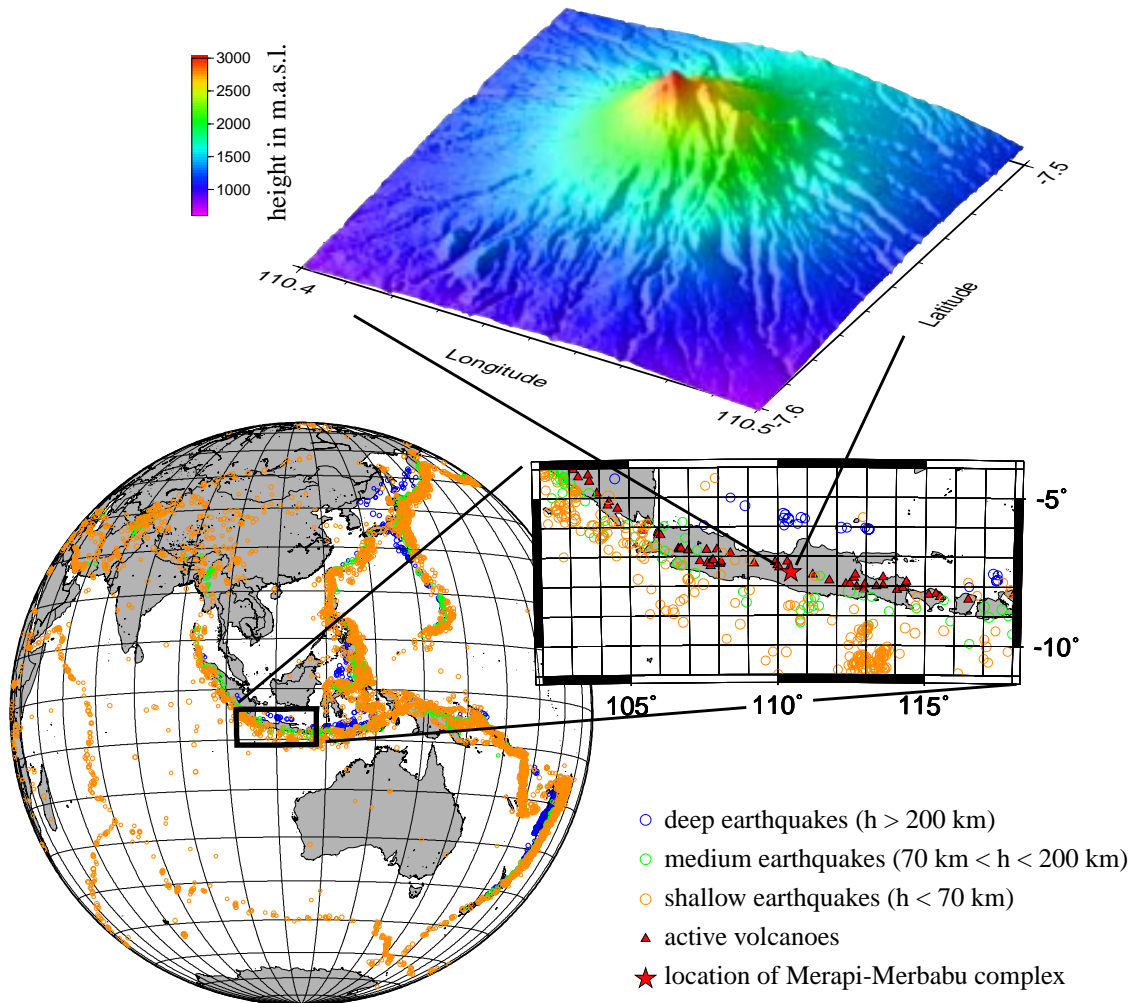 3000
2500
2000
1500
1000
height in m.a.s.l.
110.4
Longitude
110.5
-7.6
Latitude
-7.5
-5°
-10°
105°
110°
115°
deep earthquakes (h > 200 km)
medium earthquakes (70 km < h < 200 km)
shallow earthquakes (h < 70 km)
active volcanoes
location of Merapi-Merbabu complex